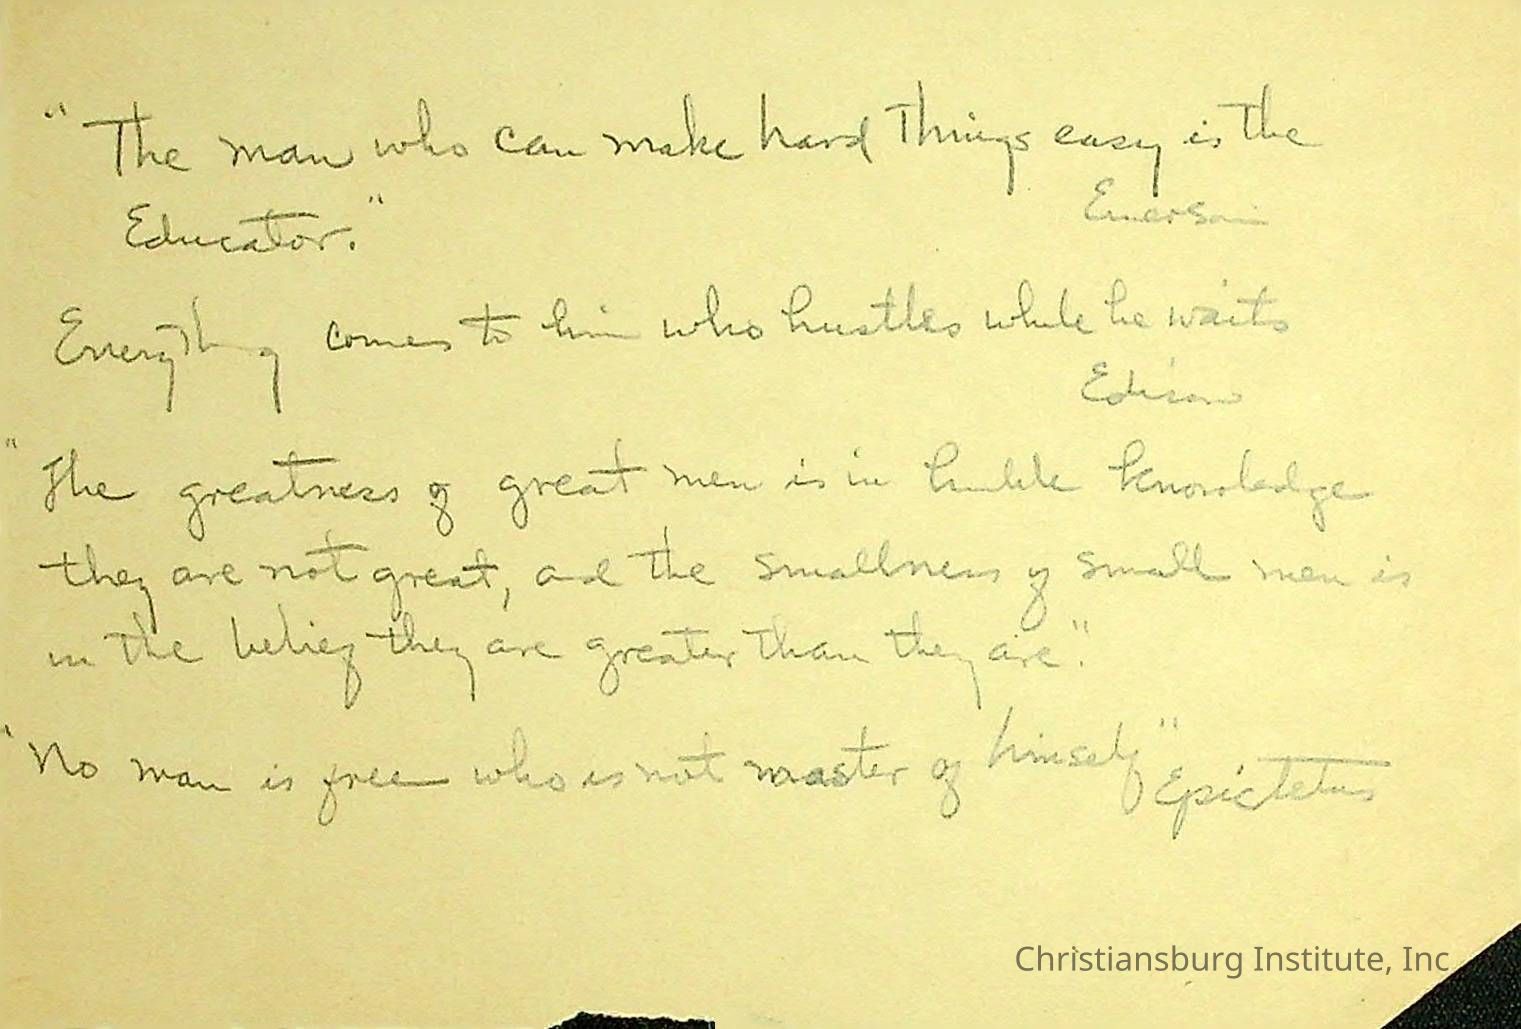 "The man who can make hard things easy is the
Educator."
Emerson
Everything comes to him who hustles while he waits
Edison
"The greatness of great men is in humble knowledge
they are not great, and the smallness of small men is
in the belief they are greater than they are."
"No man is free who is not master of himself"
Epictetus
Christiansburg Institute, Inc